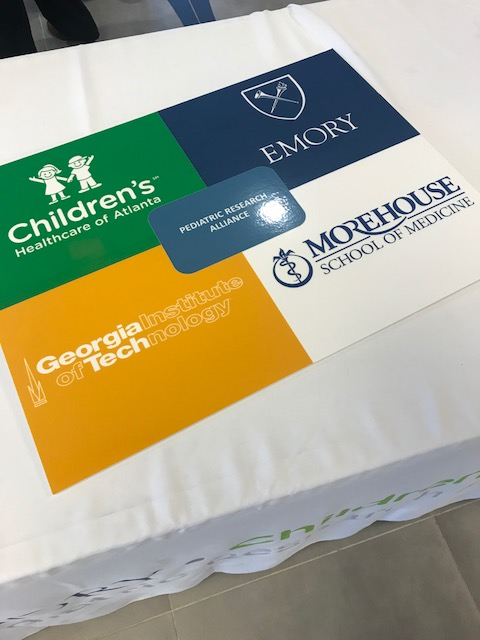 Children's
Healthcare of Atlanta
EMORY
PEDIATRIC RESEARCH
ALLIANCE
Georgia Institute
of Technology
MOREHOUSE
SCHOOL OF MEDICINE